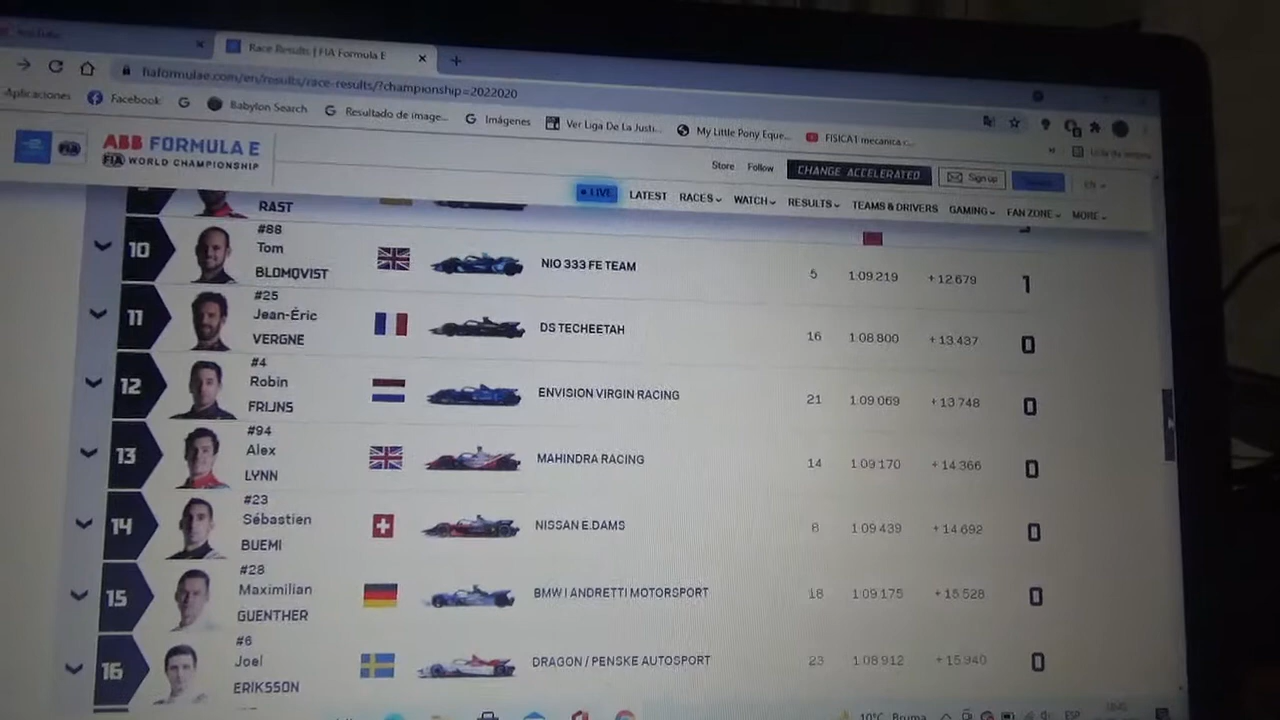 Race Results | FIA Formula E
fiaformulae.com/en/results/race-results/?championship=2022020
Aplicaciones Facebook Babylon Search Resultado de image... Imágenes Ver Liga De La Justi... My Little Pony Eque... FISICA1 mecanica c...
ABB FORMULA E
FIA WORLD CHAMPIONSHIP
Store Follow CHANGE ACCELERATED Sign up EN
LIVE LATEST RACES WATCH RESULTS TEAMS & DRIVERS GAMING FAN ZONE MORE
RAST
10 #88 Tom BLOMQVIST NIO 333 FE TEAM 5 1:09.219 +12.679 1
11 #25 Jean-Éric VERGNE DS TECHEETAH 16 1:08.800 +13.437 0
12 #4 Robin FRIJNS ENVISION VIRGIN RACING 21 1:09.069 +13.748 0
13 #94 Alex LYNN MAHINDRA RACING 14 1:09.170 +14.366 0
14 #23 Sébastien BUEMI NISSAN E.DAMS 8 1:09.439 +14.692 0
15 #28 Maximilian GUENTHER BMW I ANDRETTI MOTORSPORT 18 1:09.175 +15.528 0
16 #6 Joel ERIKSSON DRAGON / PENSKE AUTOSPORT 23 1:08.912 +15.940 0
10°C Bruma ESP